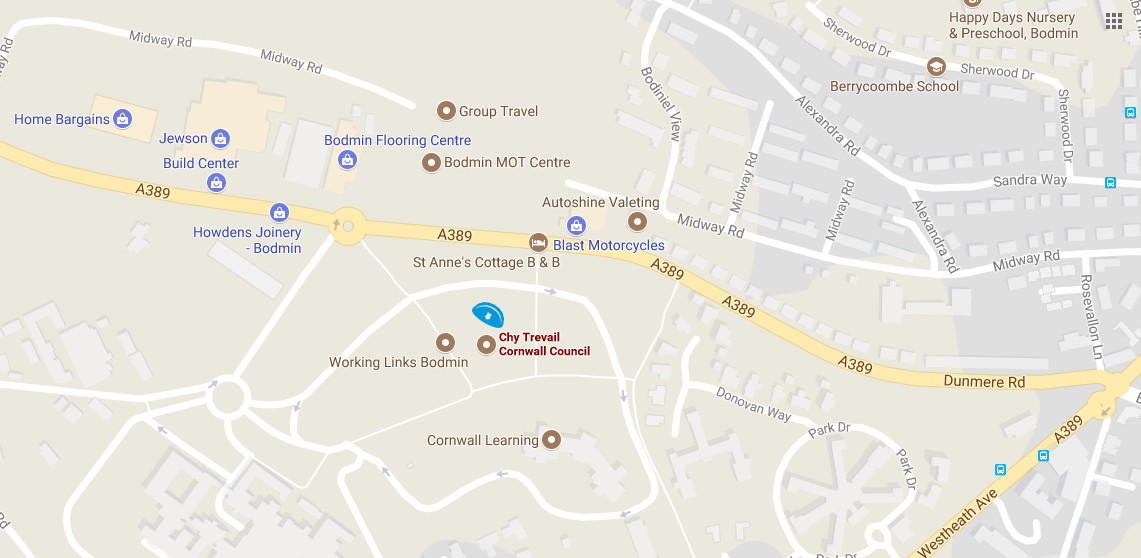 Happy Days Nursery
& Preschool, Bodmin
Midway Rd
Sherwood Dr
Midway Rd
Sherwood Dr
Berrycoombe School
Bodiniel View
Alexandra Rd
Sherwood Dr
Group Travel
Home Bargains
Jewson
Bodmin Flooring Centre
Build Center
Bodmin MOT Centre
Midway Rd
Midway Rd
Sandra Way
A389
Autoshine Valeting
Alexandra Rd
Howdens Joinery
- Bodmin
A389
Midway Rd
Blast Motorcycles
St Anne's Cottage B & B
A389
Midway Rd
A389
Rosevallon Ln
Chy Trevail
Cornwall Council
Working Links Bodmin
A389
Dunmere Rd
Donovan Way
Park Dr
A389
Cornwall Learning
Park Dr
Westheath Ave
Park Dr